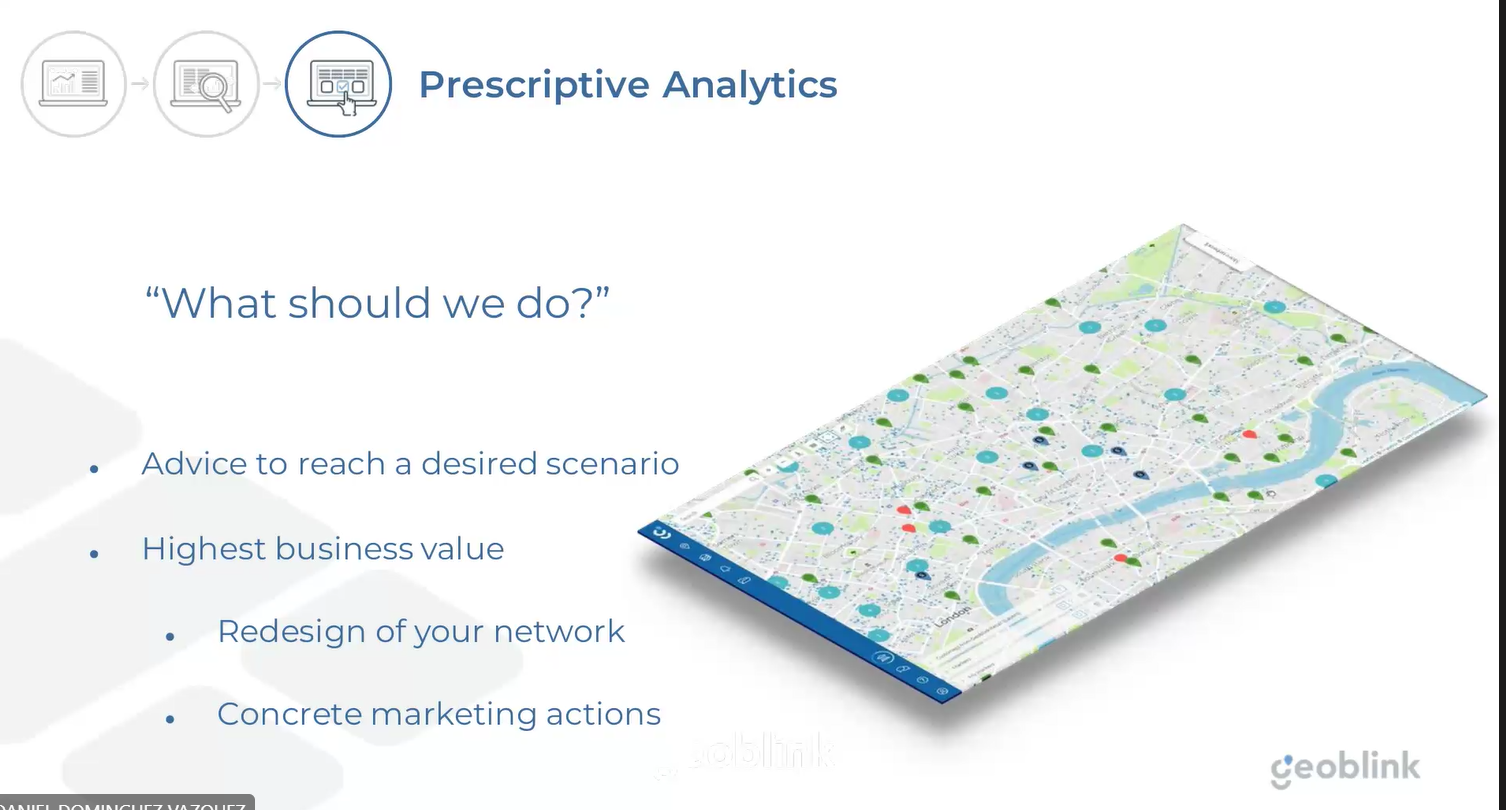 Prescriptive Analytics
“What should we do?”
• Advice to reach a desired scenario
• Highest business value
• Redesign of your network
• Concrete marketing actions
London
geoblink
DANIEL DOMINGUEZ VAZQUEZ